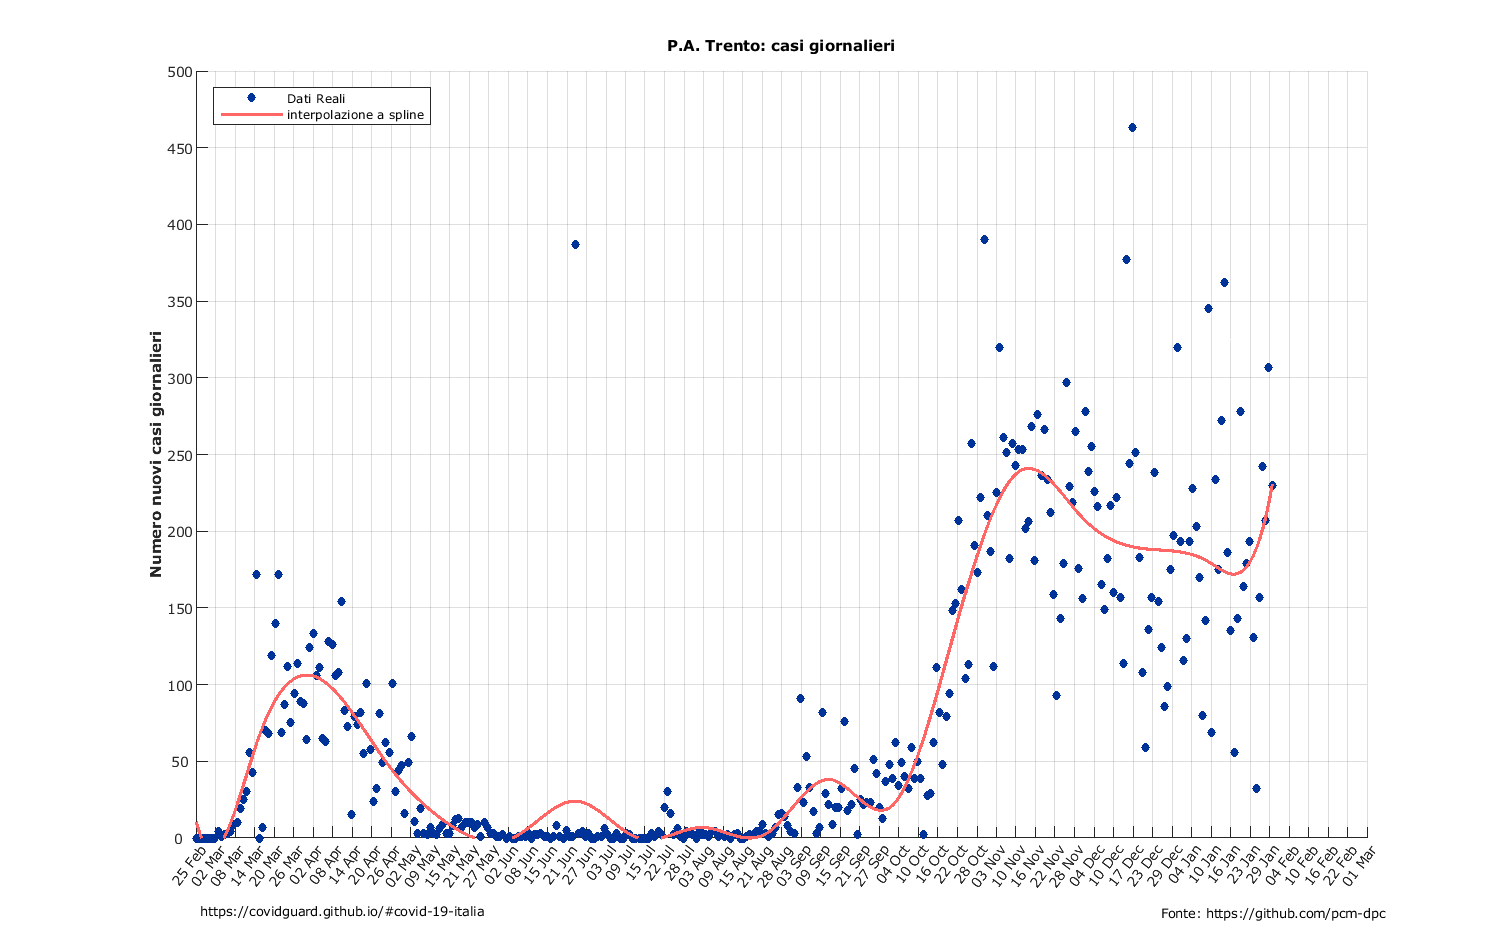 P.A. Trento: casi giornalieri
Dati Reali
interpolazione a spline
Numero nuovi casi giornalieri
500
450
400
350
300
250
200
150
100
50
0
25 Feb
02 Mar
08 Mar
14 Mar
20 Mar
26 Mar
02 Apr
08 Apr
14 Apr
20 Apr
26 Apr
02 May
09 May
15 May
21 May
27 May
02 Jun
08 Jun
15 Jun
21 Jun
27 Jun
03 Jul
09 Jul
15 Jul
22 Jul
28 Jul
03 Aug
09 Aug
15 Aug
21 Aug
28 Aug
03 Sep
09 Sep
15 Sep
21 Sep
27 Sep
04 Oct
10 Oct
16 Oct
22 Oct
28 Oct
03 Nov
10 Nov
16 Nov
22 Nov
28 Nov
04 Dec
10 Dec
17 Dec
23 Dec
29 Dec
04 Jan
10 Jan
16 Jan
23 Jan
29 Jan
04 Feb
10 Feb
16 Feb
22 Feb
01 Mar
https://covidguard.github.io/#covid-19-italia
Fonte: https://github.com/pcm-dpc